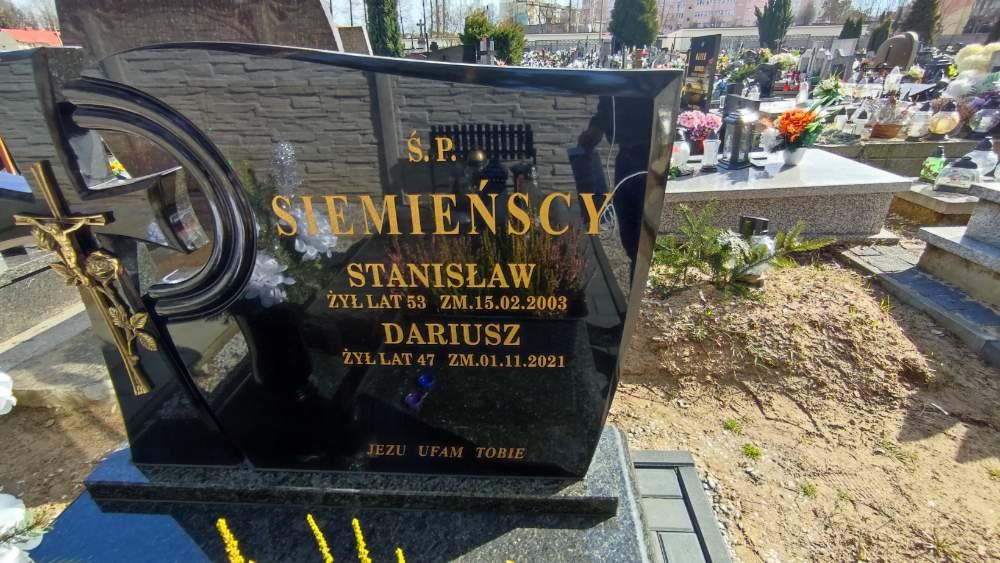 Ś. P.
SIEMIEŃSCY
STANISŁAW
ŻYŁ LAT 53 ZM.15.02.2003
DARIUSZ
ŻYŁ LAT 47 ZM.01.11.2021
JEZU UFAM TOBIE